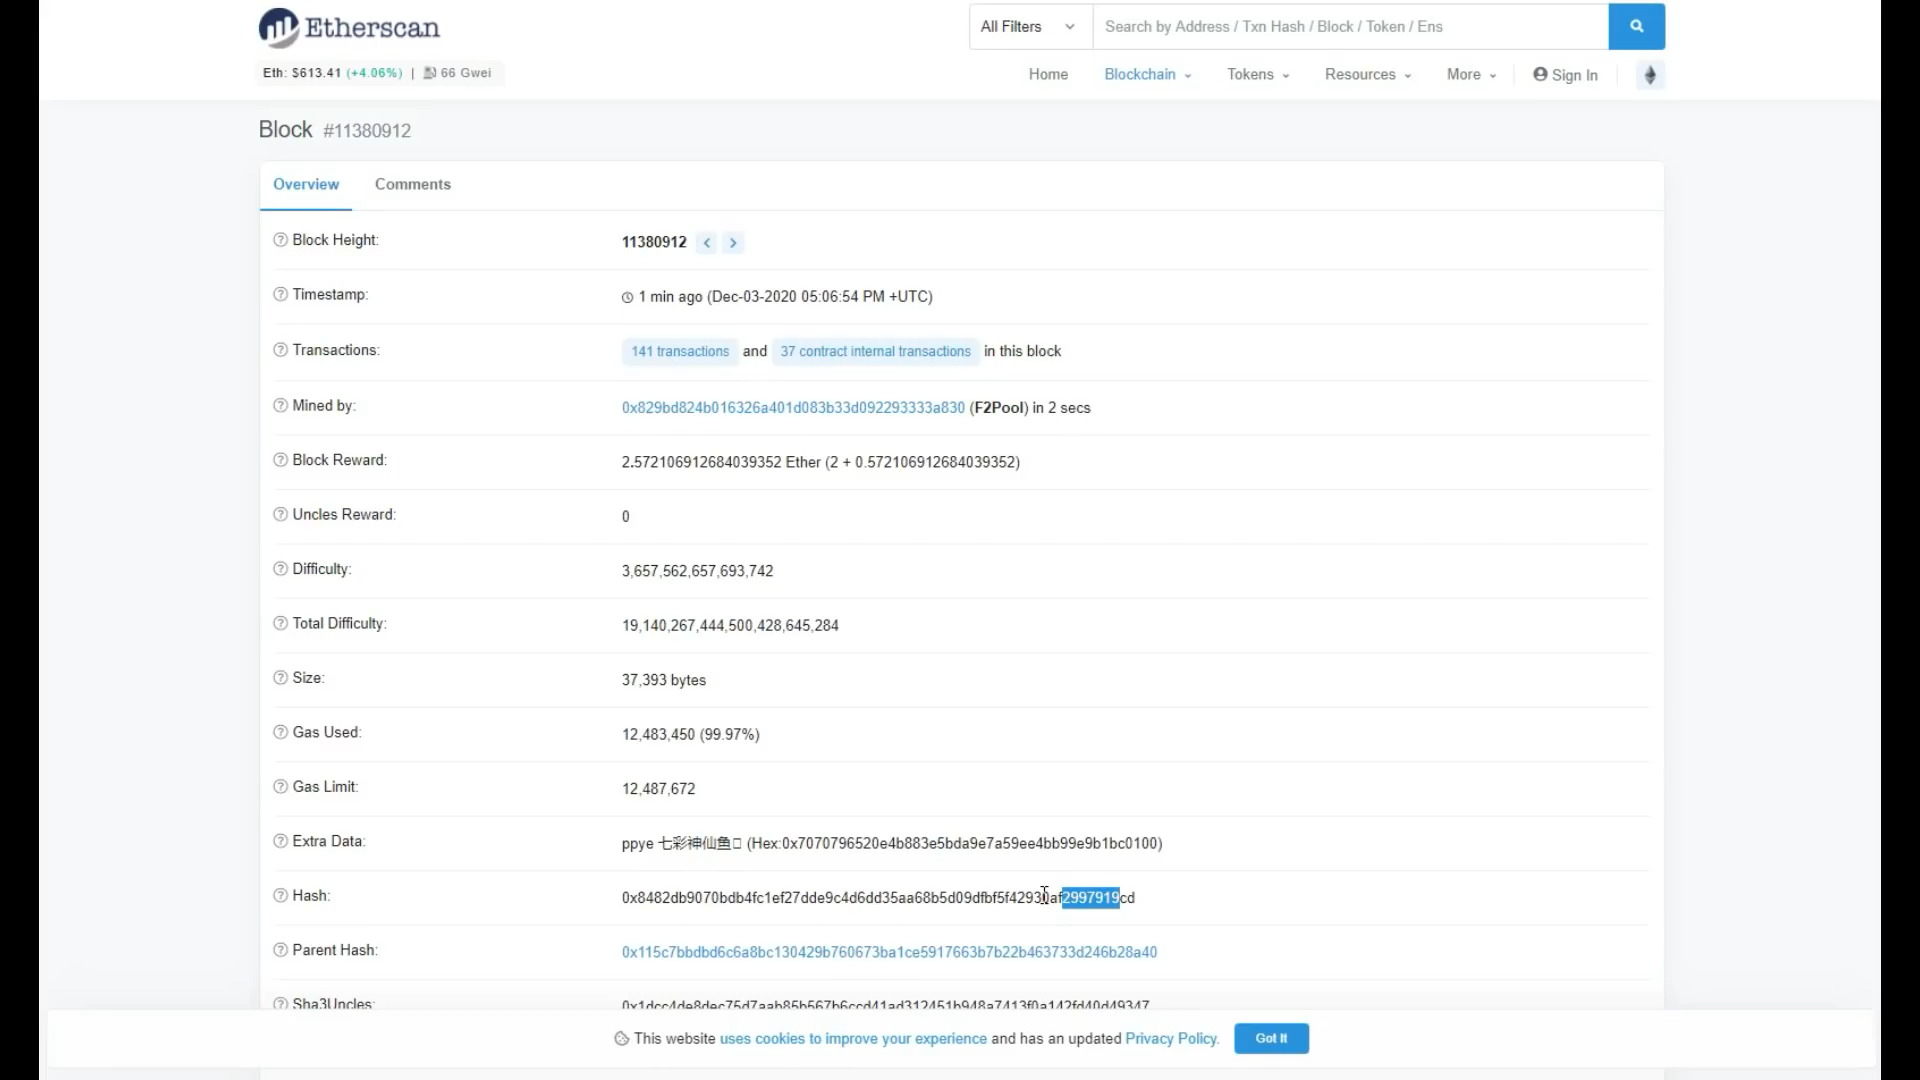 Etherscan
All Filters
Search by Address / Txn Hash / Block / Token / Ens
Eth: $613.41 (+4.06%) | 66 Gwei
Home Blockchain Tokens Resources More Sign In
Block #11380912
Overview Comments
Block Height: 11380912
Timestamp: 1 min ago (Dec-03-2020 05:06:54 PM +UTC)
Transactions: 141 transactions and 37 contract internal transactions in this block
Mined by: 0x829bd824b016326a401d083b33d092293333a830 (F2Pool) in 2 secs
Block Reward: 2.572106912684039352 Ether (2 + 0.572106912684039352)
Uncles Reward: 0
Difficulty: 3,657,562,657,693,742
Total Difficulty: 19,140,267,444,500,428,645,284
Size: 37,393 bytes
Gas Used: 12,483,450 (99.97%)
Gas Limit: 12,487,672
Extra Data: ppye 七彩神仙鱼 (Hex:0x7070796520e4b883e5bda9e7a59ee4bb99e9b1bc0100)
Hash: 0x8482db9070bdb4fc1ef27dde9c4d6dd35aa68b5d09dfbf5f42930af2997919cd
Parent Hash: 0x115c7bbdbd6c6a8bc130429b760673ba1ce5917663b7b22b463733d246b28a40
Sha3Uncles: 0x1dcc4de8dec75d7aab85b567b6ccd41ad312451b948a7413f0a142fd40d49347
This website uses cookies to improve your experience and has an updated Privacy Policy.
Got It